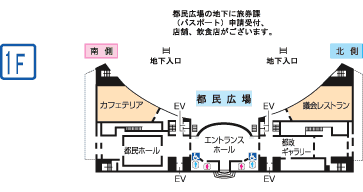 都民広場の地下に旅券課
(パスポート)申請受付、
店舗、飲食店がございます。
1F
南側
北側
地下入口
地下入口
カフェテリア
EV
都民広場
EV
議会レストラン
都民ホール
エントランス
ホール
都政
ギャラリー
EV
EV